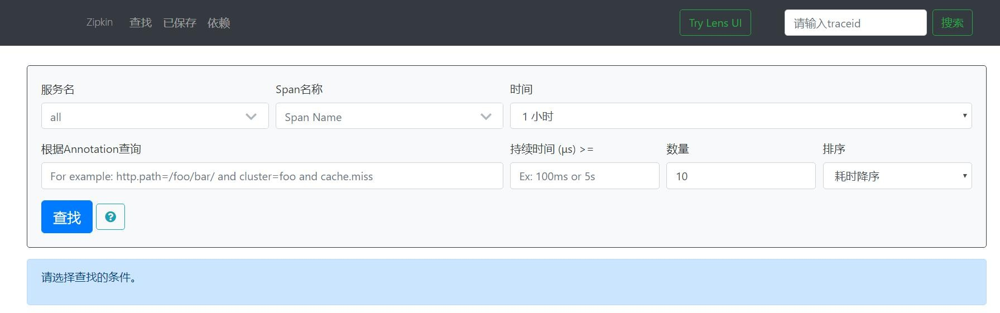 Zipkin 查找 已保存 依赖 Try Lens UI 请输入traceid 搜索
服务名 Span名称 时间
all Span Name 1 小时
根据Annotation查询 持续时间 (μs) >= 数量 排序
For example: http.path=/foo/bar/ and cluster=foo and cache.miss Ex: 100ms or 5s 10 耗时降序
查找 ?
请选择查找的条件。